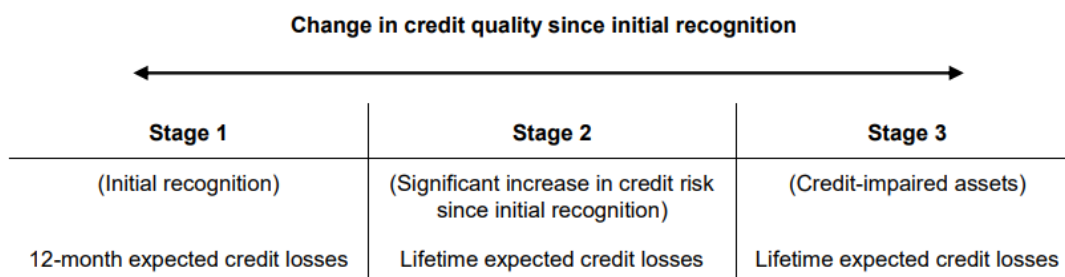 Change in credit quality since initial recognition
Stage 1
Stage 2
Stage 3
(Initial recognition)
(Significant increase in credit risk
since initial recognition)
(Credit-impaired assets)
12-month expected credit losses
Lifetime expected credit losses
Lifetime expected credit losses